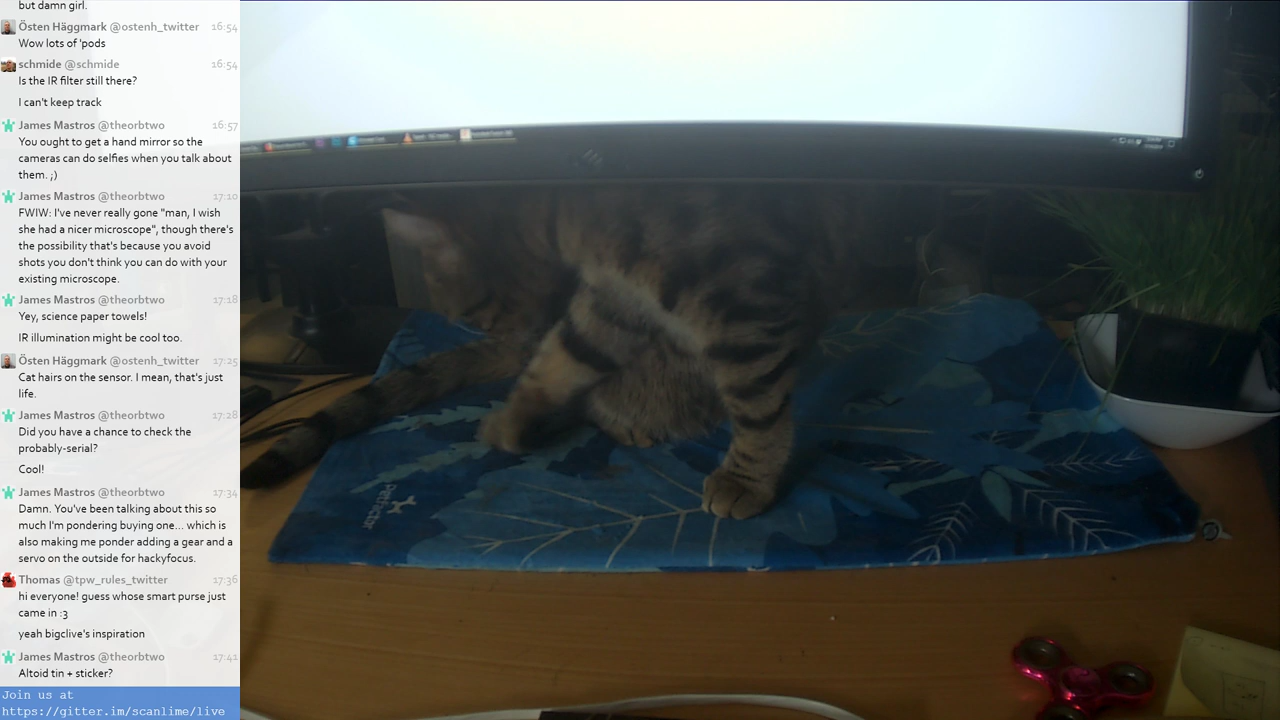 but damn girl.
Östen Häggmark @ostenh_twitter 16:54
Wow lots of 'pods
schmide @schmide 16:54
Is the IR filter still there?
I can't keep track
James Mastros @theorbtwo 16:57
You ought to get a hand mirror so the
cameras can do selfies when you talk about
them. ;)
James Mastros @theorbtwo 17:10
FWIW: I've never really gone "man, I wish
she had a nicer microscope", though there's
the possibility that's because you avoid
shots you don't think you can do with your
existing microscope.
James Mastros @theorbtwo 17:18
Yey, science paper towels!
IR illumination might be cool too.
Östen Häggmark @ostenh_twitter 17:25
Cat hairs on the sensor. I mean, that's just
life.
James Mastros @theorbtwo 17:28
Did you have a chance to check the
probably-serial?
Cool!
James Mastros @theorbtwo 17:34
Damn. You've been talking about this so
much I'm pondering buying one... which is
also making me ponder adding a gear and a
servo on the outside for hackyfocus.
Thomas @tpw_rules_twitter 17:36
hi everyone! guess whose smart purse just
came in :3
yeah bigclive's inspiration
James Mastros @theorbtwo 17:41
Altoid tin + sticker?
Join us at
https://gitter.im/scanlime/live
petfactor